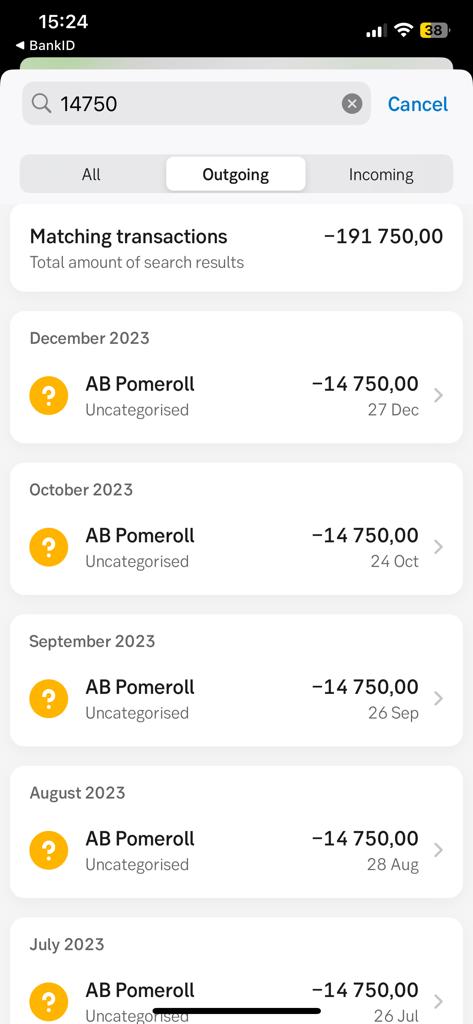 15:24
38
◀ BankID
14750
Cancel
All
Outgoing
Incoming
Matching transactions
−191 750,00
Total amount of search results
December 2023
AB Pomeroll
−14 750,00
Uncategorised
27 Dec
October 2023
AB Pomeroll
−14 750,00
Uncategorised
24 Oct
September 2023
AB Pomeroll
−14 750,00
Uncategorised
26 Sep
August 2023
AB Pomeroll
−14 750,00
Uncategorised
28 Aug
July 2023
AB Pomeroll
−14 750,00
Uncategorised
26 Jul